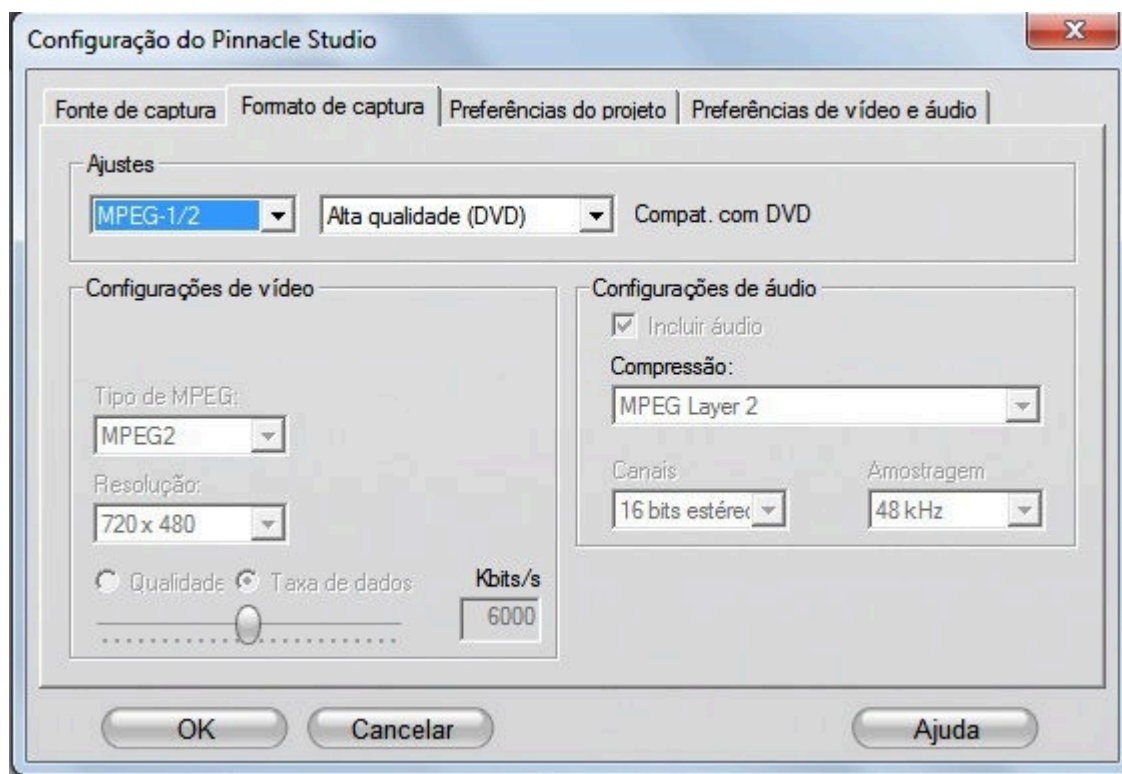 Configuração do Pinnacle Studio
Fonte de captura
Formato de captura
Preferências do projeto
Preferências de vídeo e áudio
Ajustes
MPEG-1/2
Alta qualidade (DVD)
Compat. com DVD
Configurações de vídeo
Tipo de MPEG:
MPEG2
Resolução:
720 x 480
Qualidade
Taxa de dados
Kbits/s
6000
Configurações de áudio
Incluir áudio
Compressão:
MPEG Layer 2
Canais
Amostragem
16 bits estérec
48 kHz
OK
Cancelar
Ajuda